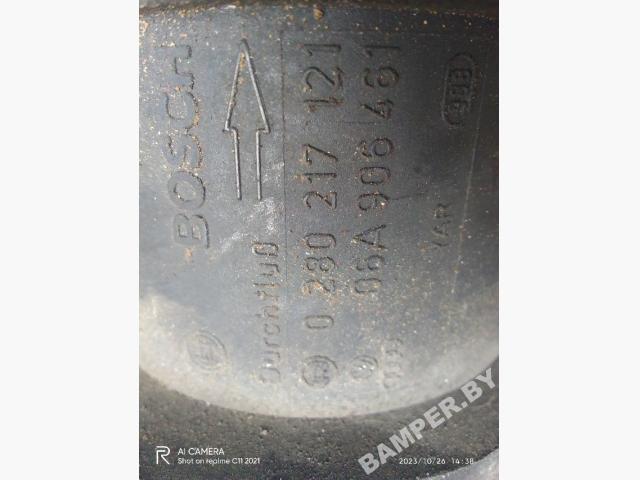 BOSCH
Durchfluß
0 280 217 121
06A 906 461
983
AI CAMERA
Shot on realme C11 2021
2023/10/26 14:38
BAMPER.BY